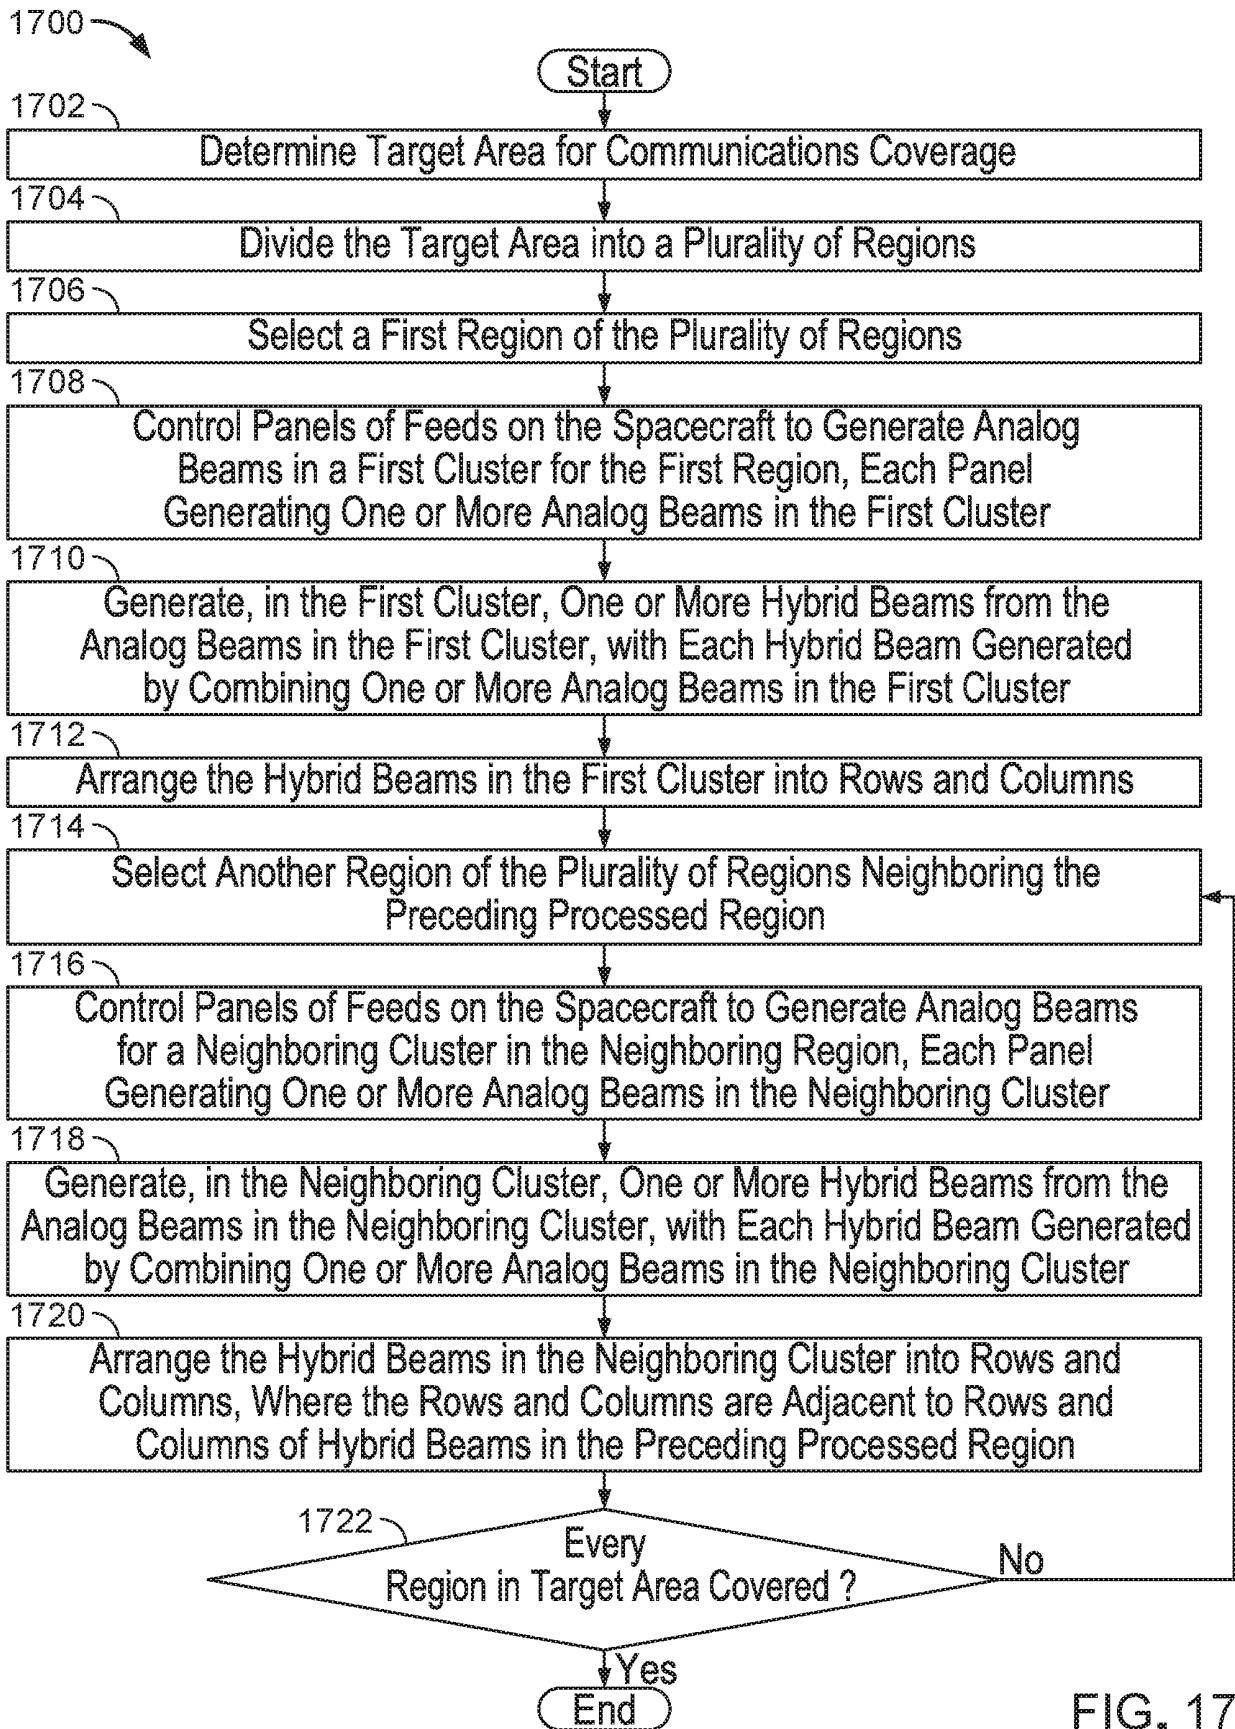 1700
Start
1702
Determine Target Area for Communications Coverage
1704
Divide the Target Area into a Plurality of Regions
1706
Select a First Region of the Plurality of Regions
1708
Control Panels of Feeds on the Spacecraft to Generate Analog
Beams in a First Cluster for the First Region, Each Panel
Generating One or More Analog Beams in the First Cluster
1710
Generate, in the First Cluster, One or More Hybrid Beams from the
Analog Beams in the First Cluster, with Each Hybrid Beam Generated
by Combining One or More Analog Beams in the First Cluster
1712
Arrange the Hybrid Beams in the First Cluster into Rows and Columns
1714
Select Another Region of the Plurality of Regions Neighboring the
Preceding Processed Region
1716
Control Panels of Feeds on the Spacecraft to Generate Analog Beams
for a Neighboring Cluster in the Neighboring Region, Each Panel
Generating One or More Analog Beams in the Neighboring Cluster
1718
Generate, in the Neighboring Cluster, One or More Hybrid Beams from the
Analog Beams in the Neighboring Cluster, with Each Hybrid Beam Generated
by Combining One or More Analog Beams in the Neighboring Cluster
1720
Arrange the Hybrid Beams in the Neighboring Cluster into Rows and
Columns, Where the Rows and Columns are Adjacent to Rows and
Columns of Hybrid Beams in the Preceding Processed Region
1722
Every
Region in Target Area Covered ?
No
Yes
End
FIG. 17